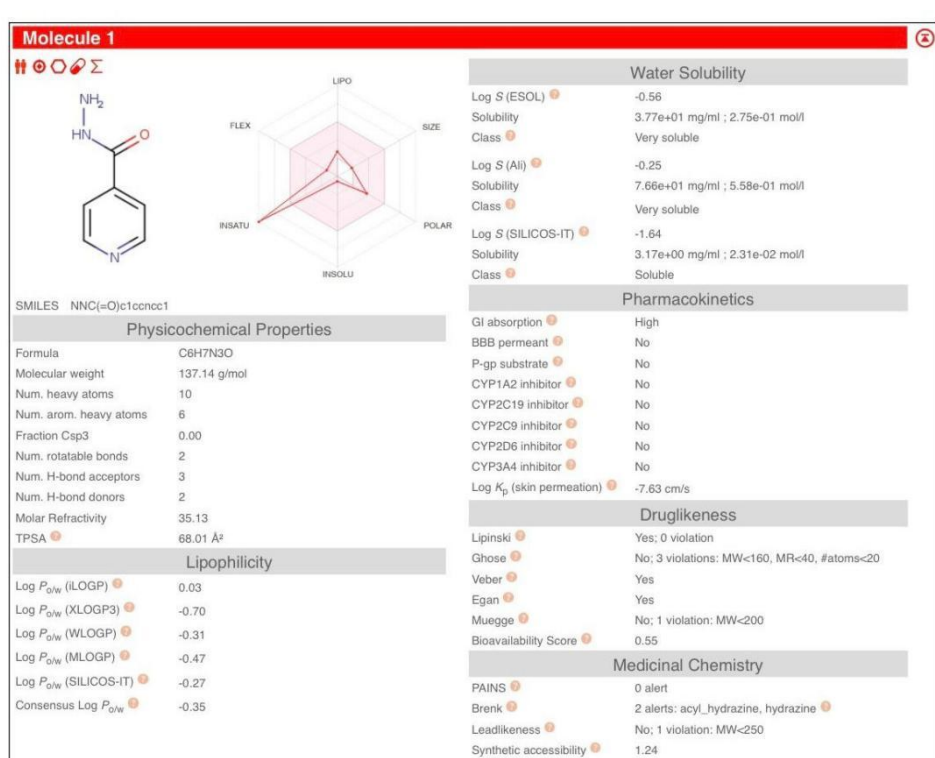 Molecule 1
LIPO
FLEX
SIZE
INSATU
POLAR
INSOLU
NH2
HN
O
N
SMILES NNC(=O)c1ccncc1
Physicochemical Properties
Formula C6H7N3O
Molecular weight 137.14 g/mol
Num. heavy atoms 10
Num. arom. heavy atoms 6
Fraction Csp3 0.00
Num. rotatable bonds 2
Num. H-bond acceptors 3
Num. H-bond donors 2
Molar Refractivity 35.13
TPSA ? 68.01 Å²
Lipophilicity
Log Po/w (iLOGP) ? 0.03
Log Po/w (XLOGP3) ? -0.70
Log Po/w (WLOGP) ? -0.31
Log Po/w (MLOGP) ? -0.47
Log Po/w (SILICOS-IT) ? -0.27
Consensus Log Po/w ? -0.35
Water Solubility
Log S (ESOL) ? -0.56
Solubility 3.77e+01 mg/ml ; 2.75e-01 mol/l
Class ? Very soluble
Log S (Ali) ? -0.25
Solubility 7.66e+01 mg/ml ; 5.58e-01 mol/l
Class ? Very soluble
Log S (SILICOS-IT) ? -1.64
Solubility 3.17e+00 mg/ml ; 2.31e-02 mol/l
Class ? Soluble
Pharmacokinetics
GI absorption ? High
BBB permeant ? No
P-gp substrate ? No
CYP1A2 inhibitor ? No
CYP2C19 inhibitor ? No
CYP2C9 inhibitor ? No
CYP2D6 inhibitor ? No
CYP3A4 inhibitor ? No
Log Kp (skin permeation) ? -7.63 cm/s
Druglikeness
Lipinski ? Yes; 0 violation
Ghose ? No; 3 violations: MW<160, MR<40, #atoms<20
Veber ? Yes
Egan ? Yes
Muegge ? No; 1 violation: MW<200
Bioavailability Score ? 0.55
Medicinal Chemistry
PAINS ? 0 alert
Brenk ? 2 alerts: acyl_hydrazine, hydrazine ?
Leadlikeness ? No; 1 violation: MW<250
Synthetic accessibility ? 1.24